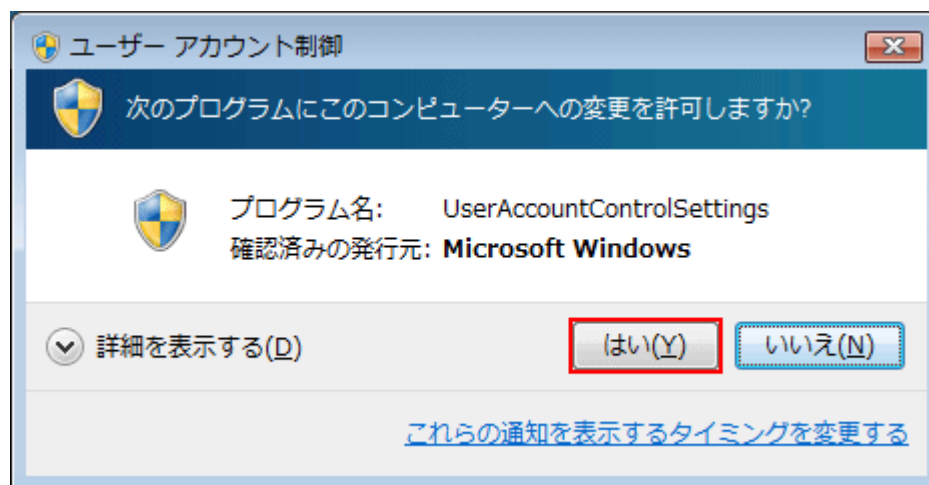 ユーザー アカウント制御
次のプログラムにこのコンピューターへの変更を許可しますか?
プログラム名: UserAccountControlSettings
確認済みの発行元: Microsoft Windows
詳細を表示する(D) はい(Y) いいえ(N)
これらの通知を表示するタイミングを変更する